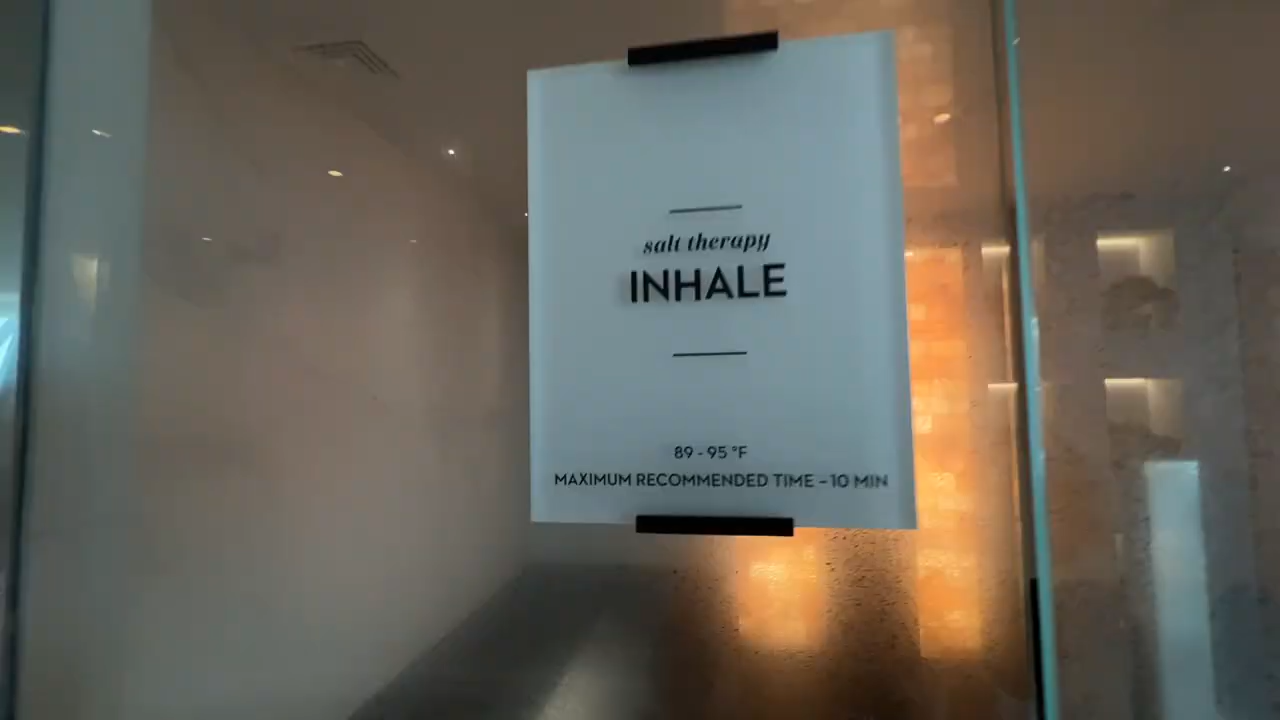 salt therapy
INHALE
89 - 95 °F
MAXIMUM RECOMMENDED TIME - 10 MIN